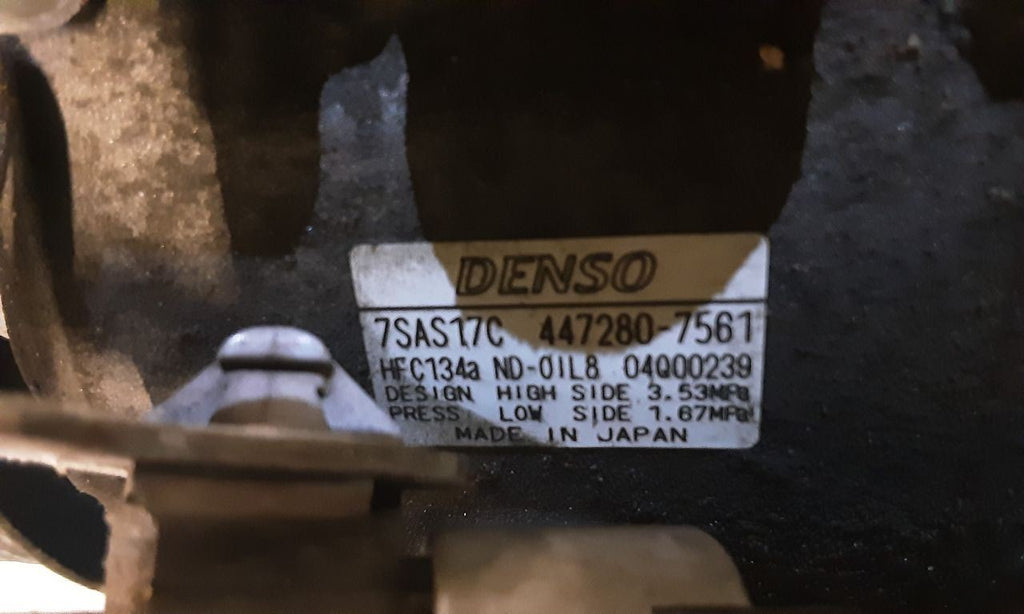 DENSO
7SAS17C 447280-7561
HFC134a ND-OIL8 04Q00239
DESIGN HIGH SIDE 3.53MPa
PRESS LOW SIDE 1.67MPa
MADE IN JAPAN